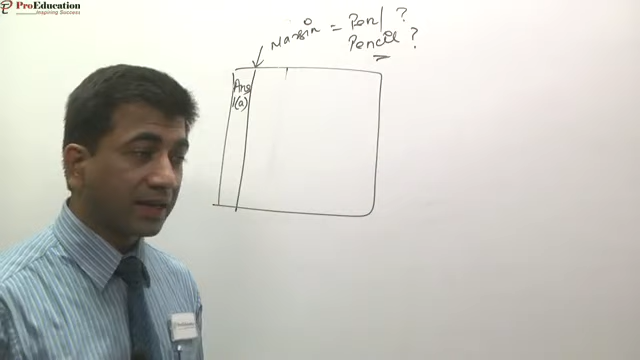 ProEducation
Inspiring Success
Margin = Pen/ ?
Pencil ?
Ans
1(a)